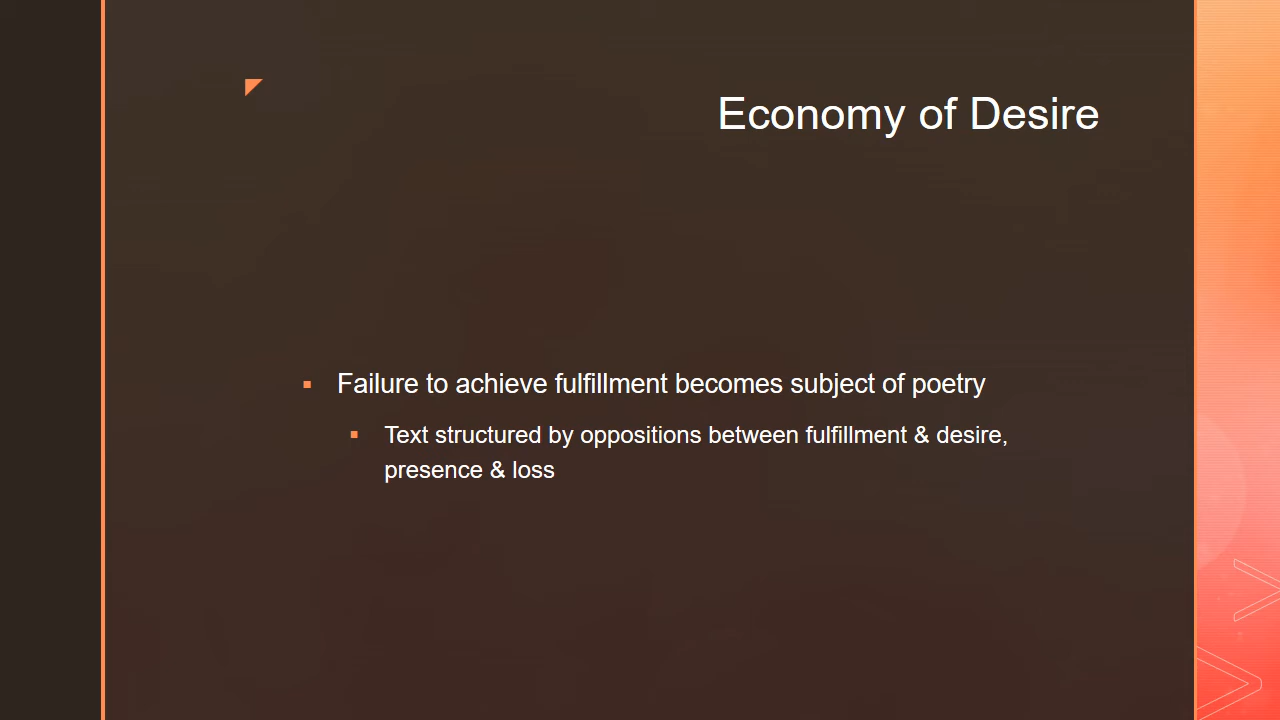 Economy of Desire
Failure to achieve fulfillment becomes subject of poetry
Text structured by oppositions between fulfillment & desire,
presence & loss